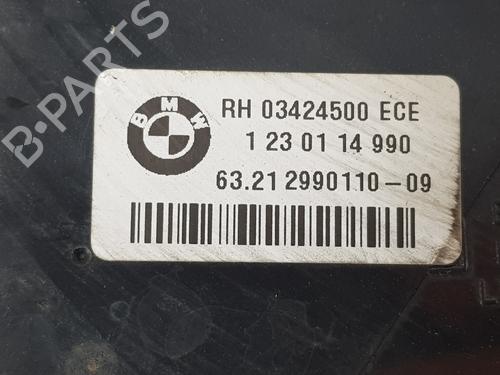 BMW
RH 03424500 ECE
1 23 01 14 990
63.21 2990110-09
B-PARTS